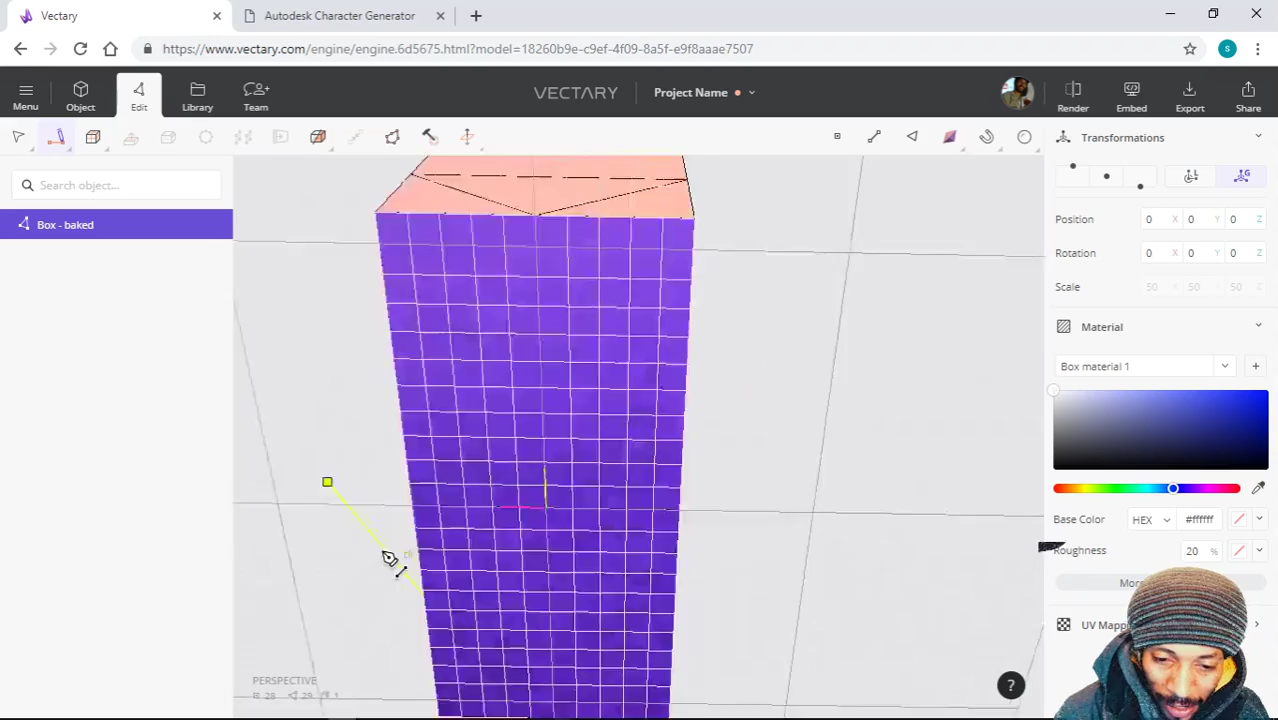 Vectary
Autodesk Character Generator
https://www.vectary.com/engine/engine.6d5675.html?model=18260b9e-c9ef-4f09-8a5f-e9f8aaae7507
S
Menu
Object
Edit
Library
Team
VECTARY
Project Name
Render
Embed
Export
Share
Search object...
Box - baked
Transformations
Position 0 X 0 Y 0 Z
Rotation 0 X 0 Y 0 Z
Scale 50 50 50
Material
Box material 1
Base Color HEX #ffffff
Roughness 20 %
UV Mapp
PERSPECTIVE
28 29 1
?